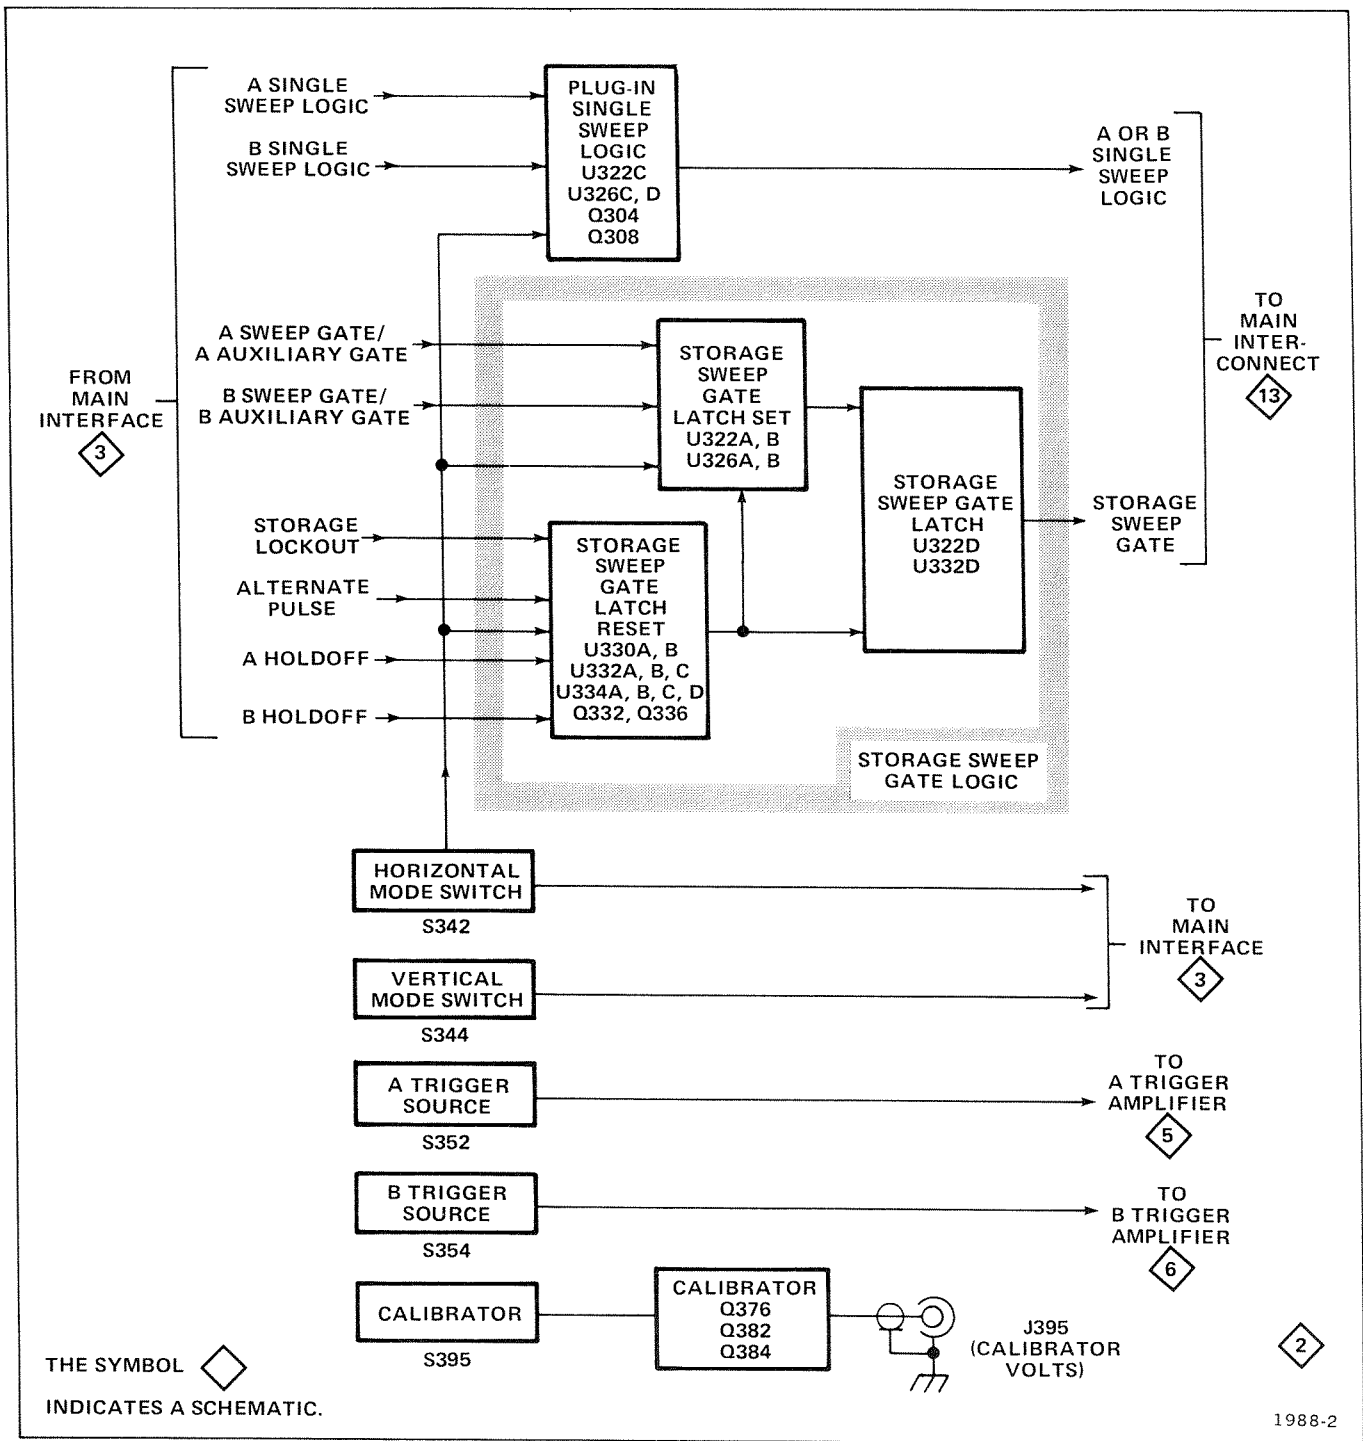 A SINGLE
SWEEP LOGIC
B SINGLE
SWEEP LOGIC
PLUG-IN
SINGLE
SWEEP
LOGIC
U322C
U326C, D
Q304
Q308
A OR B
SINGLE
SWEEP
LOGIC
FROM
MAIN
INTERFACE
3
A SWEEP GATE/
A AUXILIARY GATE
B SWEEP GATE/
B AUXILIARY GATE
STORAGE
SWEEP
GATE
LATCH SET
U322A, B
U326A, B
TO
MAIN
INTER-
CONNECT
13
STORAGE
LOCKOUT
ALTERNATE
PULSE
A HOLDOFF
B HOLDOFF
STORAGE
SWEEP
GATE
LATCH
RESET
U330A, B
U332A, B, C
U334A, B, C, D
Q332, Q336
STORAGE
SWEEP GATE
LATCH
U322D
U332D
STORAGE
SWEEP
GATE
STORAGE SWEEP
GATE LOGIC
HORIZONTAL
MODE SWITCH
S342
VERTICAL
MODE SWITCH
S344
TO
MAIN
INTERFACE
3
A TRIGGER
SOURCE
S352
TO
A TRIGGER
AMPLIFIER
5
B TRIGGER
SOURCE
S354
TO
B TRIGGER
AMPLIFIER
6
CALIBRATOR
S395
CALIBRATOR
Q376
Q382
Q384
J395
(CALIBRATOR
VOLTS)
2
THE SYMBOL
INDICATES A SCHEMATIC.
1988-2